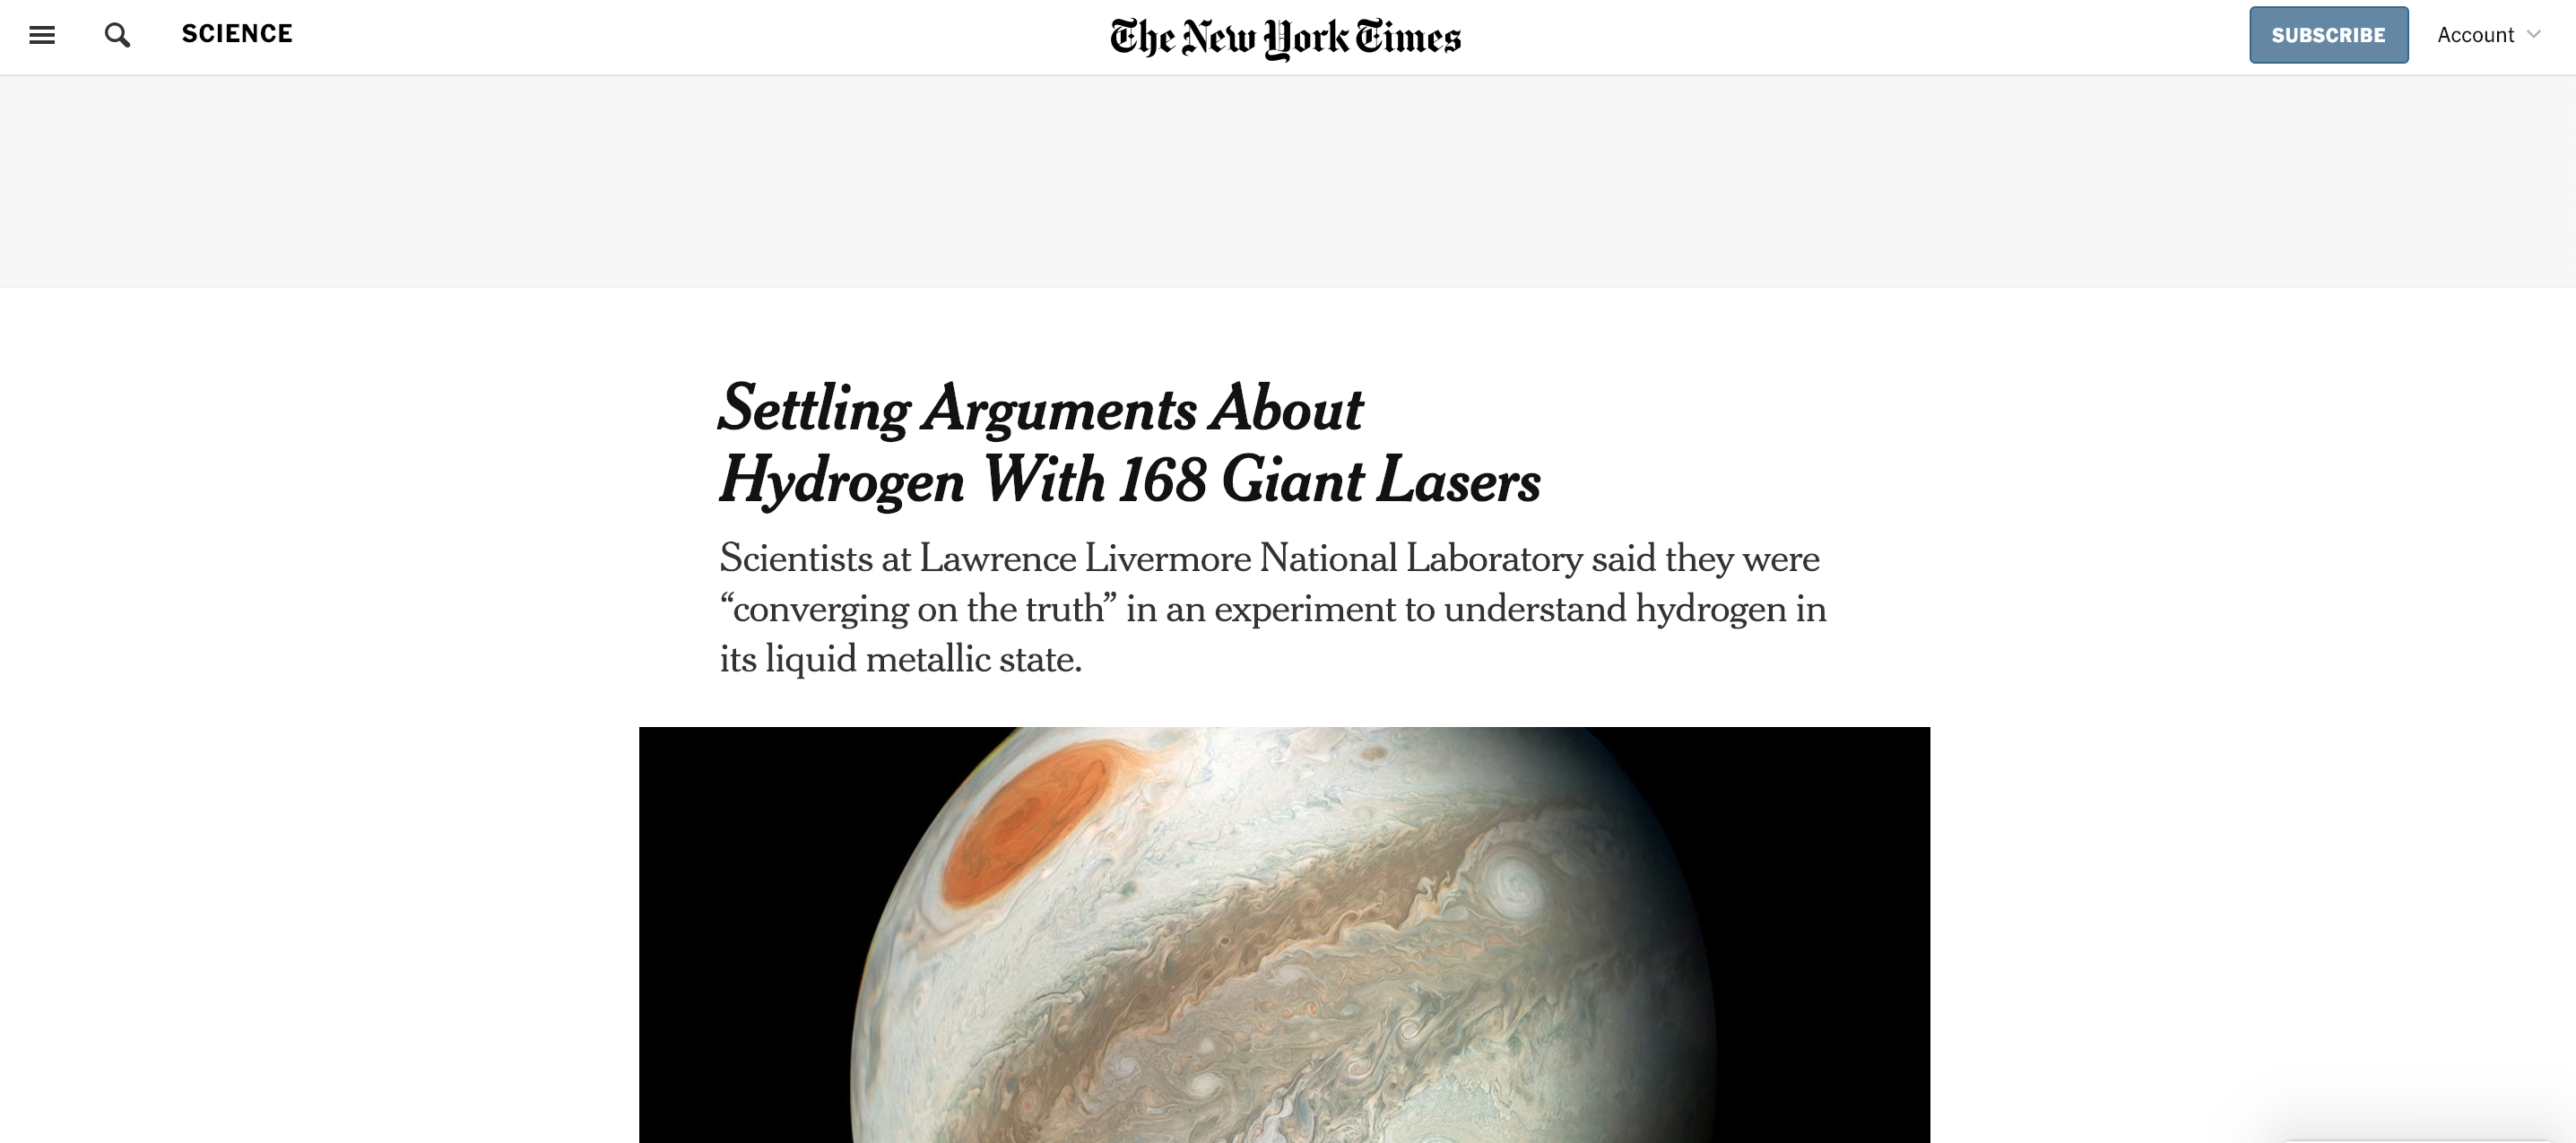 SCIENCE
The New York Times
SUBSCRIBE
Account
Settling Arguments About
Hydrogen With 168 Giant Lasers
Scientists at Lawrence Livermore National Laboratory said they were
“converging on the truth” in an experiment to understand hydrogen in
its liquid metallic state.